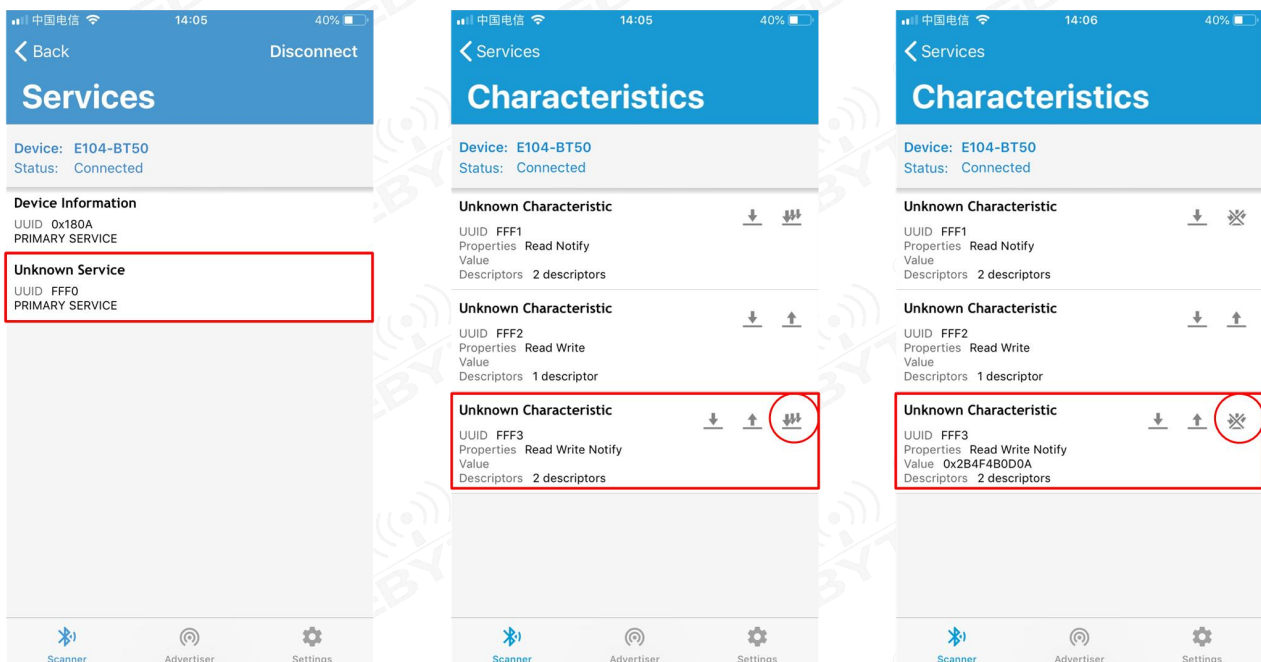 中国电信 14:05 40%
Back Disconnect
Services
Device: E104-BT50
Status: Connected
Device Information
UUID 0x180A
PRIMARY SERVICE
Unknown Service
UUID FFF0
PRIMARY SERVICE
Scanner Advertiser Settings
中国电信 14:05 40%
Services
Characteristics
Device: E104-BT50
Status: Connected
Unknown Characteristic
UUID FFF1
Properties Read Notify
Value
Descriptors 2 descriptors
Unknown Characteristic
UUID FFF2
Properties Read Write
Value
Descriptors 1 descriptor
Unknown Characteristic
UUID FFF3
Properties Read Write Notify
Value
Descriptors 2 descriptors
Scanner Advertiser Settings
中国电信 14:06 40%
Services
Characteristics
Device: E104-BT50
Status: Connected
Unknown Characteristic
UUID FFF1
Properties Read Notify
Value
Descriptors 2 descriptors
Unknown Characteristic
UUID FFF2
Properties Read Write
Value
Descriptors 1 descriptor
Unknown Characteristic
UUID FFF3
Properties Read Write Notify
Value 0x2B4F4B0D0A
Descriptors 2 descriptors
Scanner Advertiser Settings